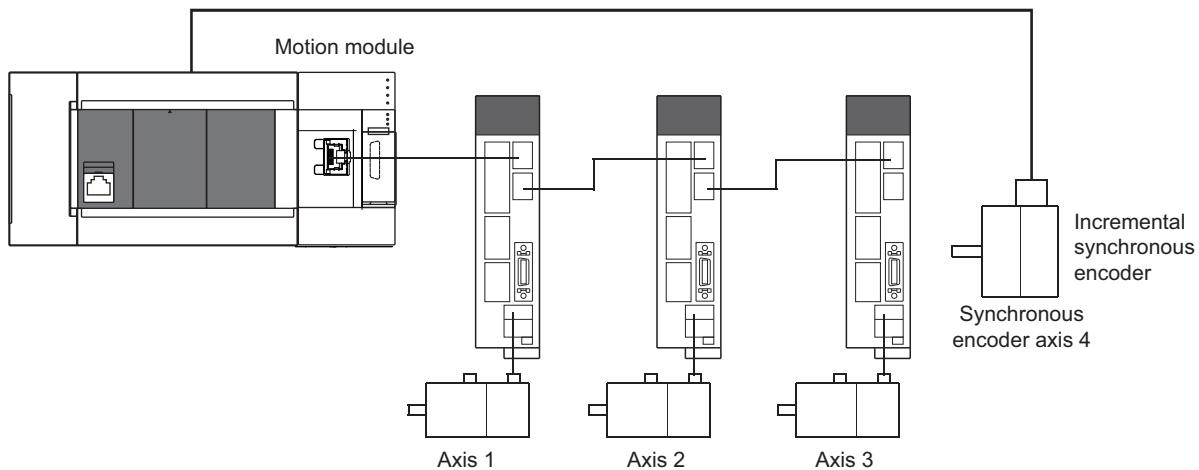 Motion module
Incremental
synchronous
encoder
Synchronous
encoder axis 4
Axis 1
Axis 2
Axis 3